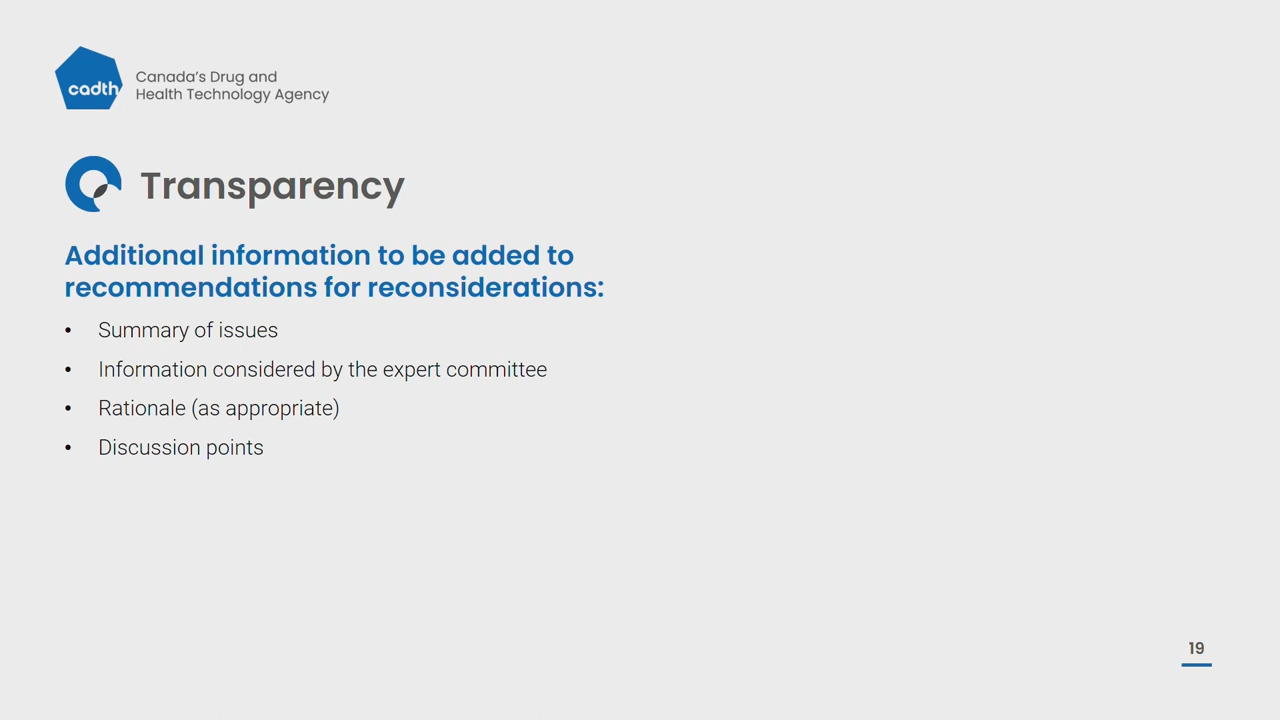 cadth
Canada's Drug and
Health Technology Agency
Transparency
Additional information to be added to
recommendations for reconsiderations:
• Summary of issues
• Information considered by the expert committee
• Rationale (as appropriate)
• Discussion points
19